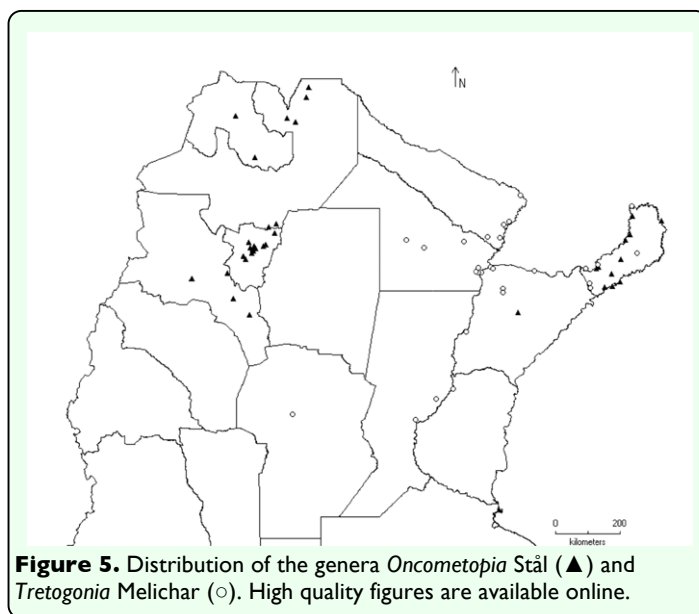 N
0 200
kilometers
Figure 5. Distribution of the genera Oncometopia Stål (▲) and
Tretogonia Melichar (○). High quality figures are available online.